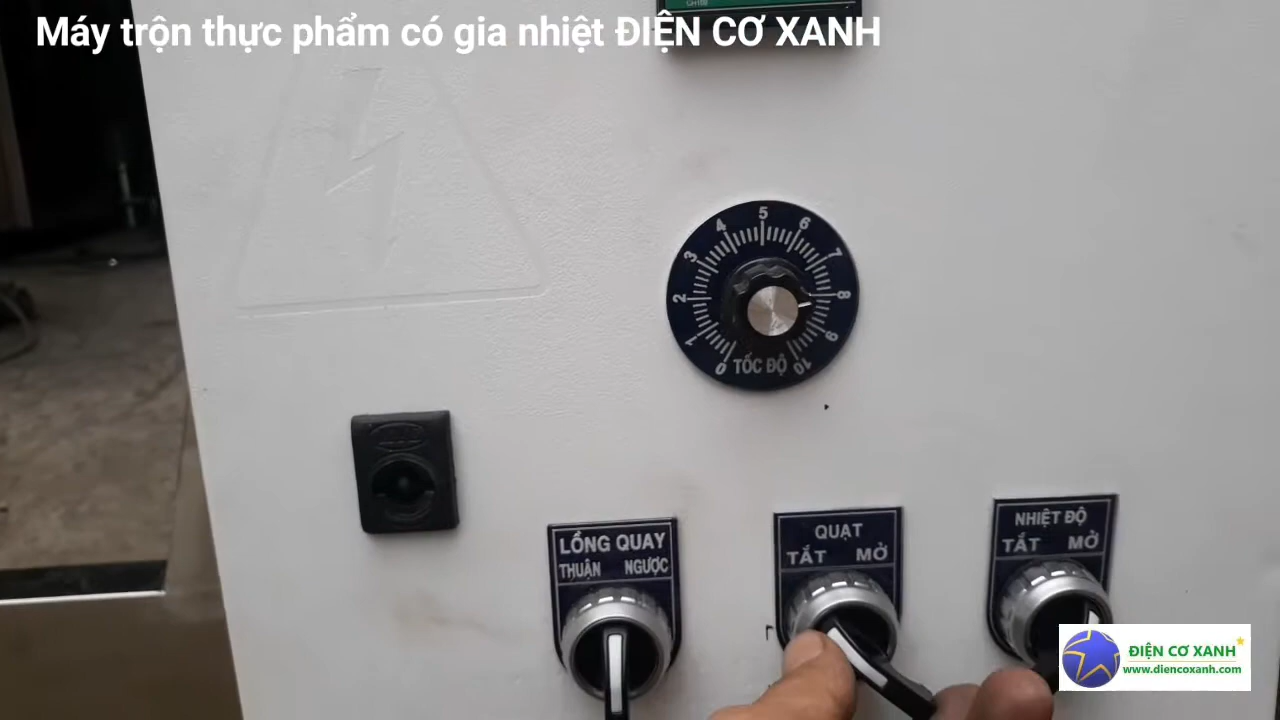 Máy trộn thực phẩm có gia nhiệt ĐIỆN CƠ XANH
0 1 2 3 4 5 6 7 8 9 10
TỐC ĐỘ
LỒNG QUAY
THUẬN NGƯỢC
QUẠT
TẮT MỞ
NHIỆT ĐỘ
TẮT MỞ
ĐIỆN CƠ XANH
www.diencoxanh.com